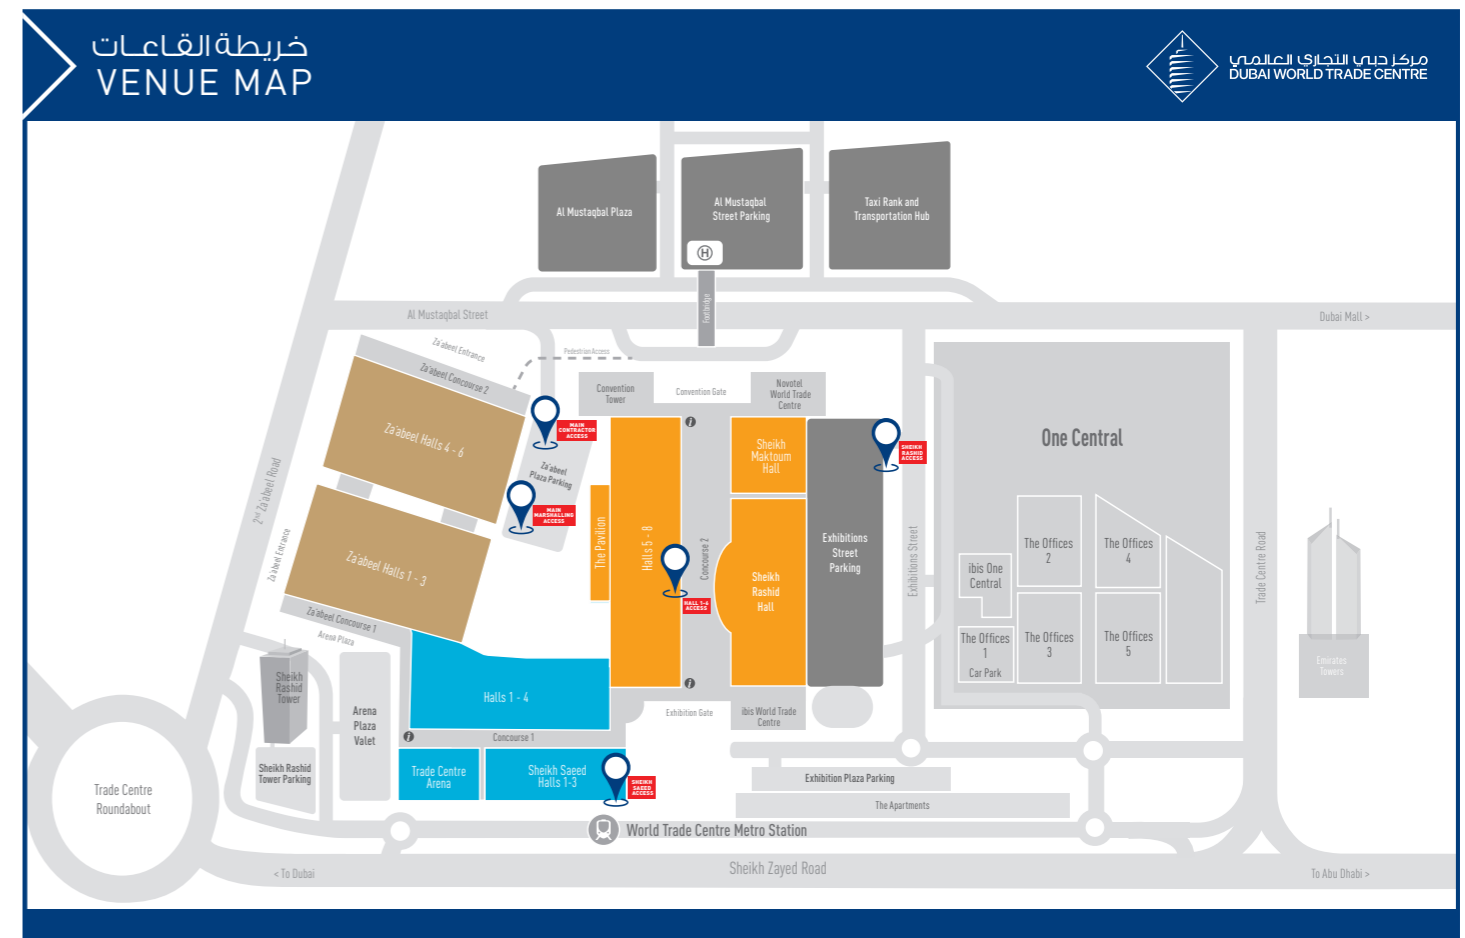 خريطة القاعات
VENUE MAP
مركز دبي التجاري العالمي
DUBAI WORLD TRADE CENTRE
Al Mustaqbal Plaza
Al Mustaqbal
Street Parking
Taxi Rank and
Transportation Hub
H
Footbridge
Al Mustaqbal Street
Dubai Mall >
Za'abeel Entrance
Pedestrian Access
Za'abeel Concourse 2
Convention
Tower
Convention Gate
Novotel
World Trade
Centre
Za'abeel Halls 4 - 6
MAIN
CONTRACTOR
ACCESS
i
Sheikh
Maktoum
Hall
SHEIKH
RASHID
ACCESS
One Central
Za'abeel
Plaza Parking
2nd Za'abeel Road
MAIN
MARSHALLING
ACCESS
The Pavilion
Halls 5 - 8
Concourse 2
Exhibitions
Street
Parking
Exhibitions Street
The Offices
2
The Offices
4
Trade Centre Road
Za'abeel Entrance
Za'abeel Halls 1 - 3
Sheikh
Rashid
Hall
ibis One
Central
HALL 1-8
ACCESS
Za'abeel Concourse 1
Arena Plaza
The Offices
1
Car Park
The Offices
3
The Offices
5
Emirates
Towers
Sheikh
Rashid
Tower
Halls 1 - 4
i
Arena
Plaza
Valet
Exhibition Gate
ibis World Trade
Centre
i
Concourse 1
Sheikh Rashid
Tower Parking
Trade Centre
Arena
Sheikh Saeed
Halls 1-3
SHEIKH
SAEED
ACCESS
Exhibition Plaza Parking
The Apartments
Trade Centre
Roundabout
World Trade Centre Metro Station
Sheikh Zayed Road
< To Dubai
To Abu Dhabi >